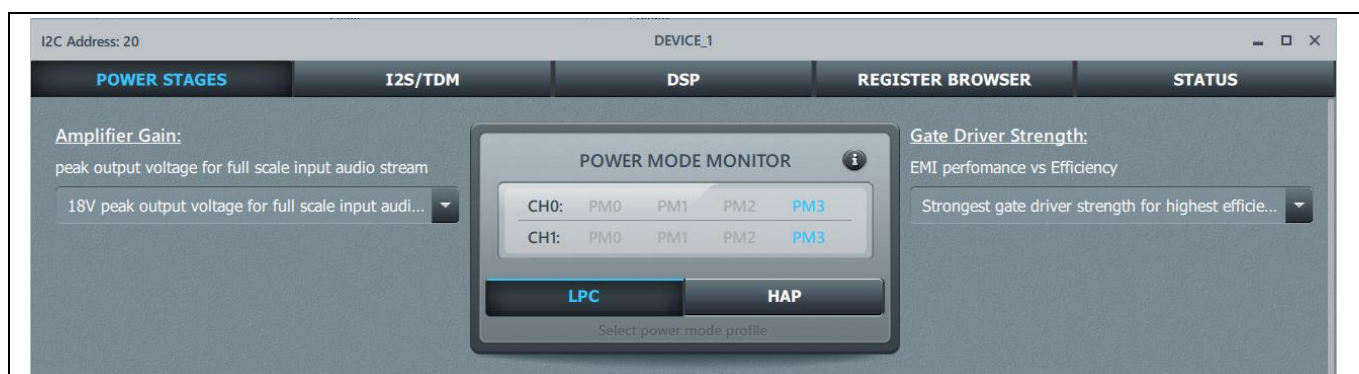 I2C Address: 20 DEVICE_1
POWER STAGES I2S/TDM DSP REGISTER BROWSER STATUS
Amplifier Gain:
peak output voltage for full scale input audio stream
18V peak output voltage for full scale input audi...
POWER MODE MONITOR
CH0: PM0 PM1 PM2 PM3
CH1: PM0 PM1 PM2 PM3
LPC HAP
Select power mode profile
Gate Driver Strength:
EMI perfomance vs Efficiency
Strongest gate driver strength for highest efficie...